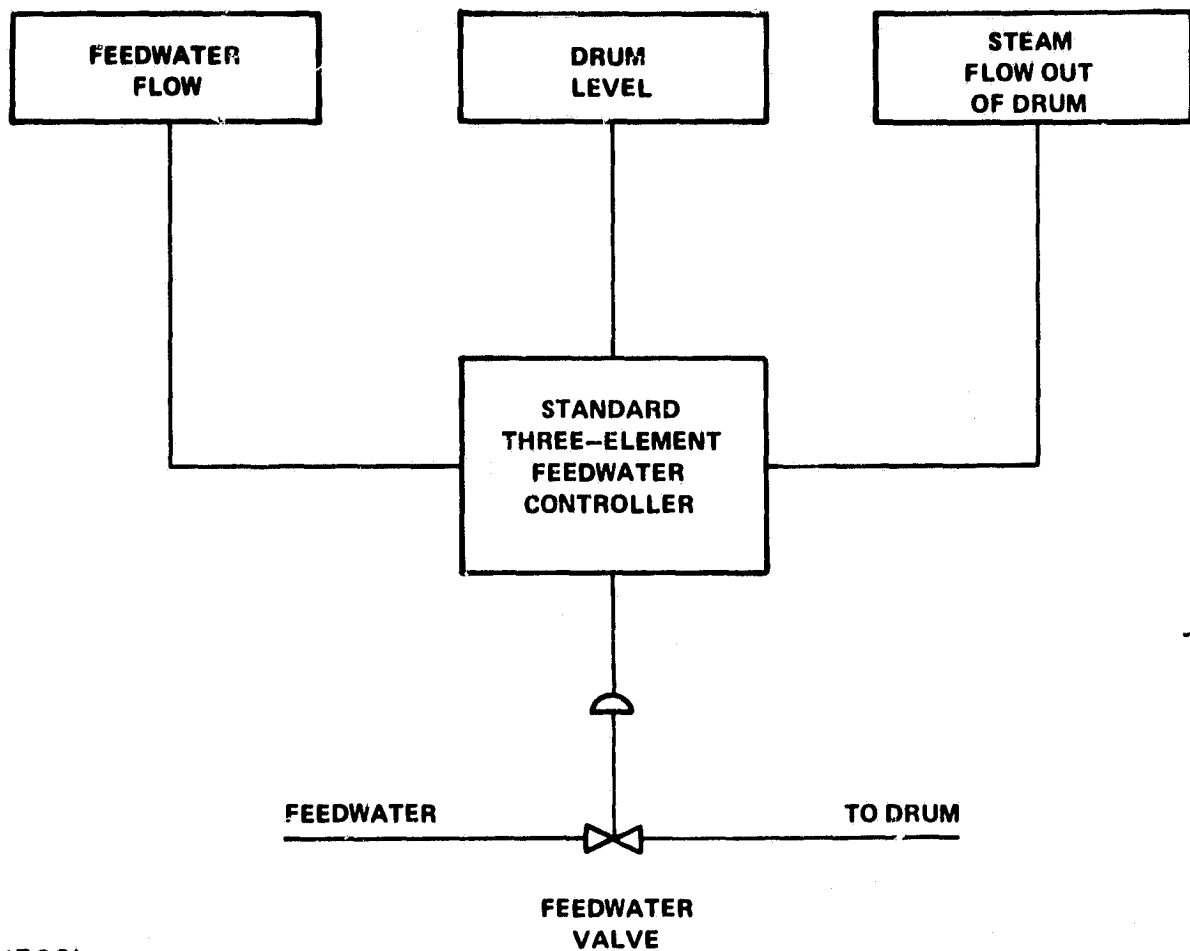 FEEDWATER
FLOW
DRUM
LEVEL
STEAM
FLOW OUT
OF DRUM
STANDARD
THREE-ELEMENT
FEEDWATER
CONTROLLER
FEEDWATER
TO DRUM
FEEDWATER
VALVE